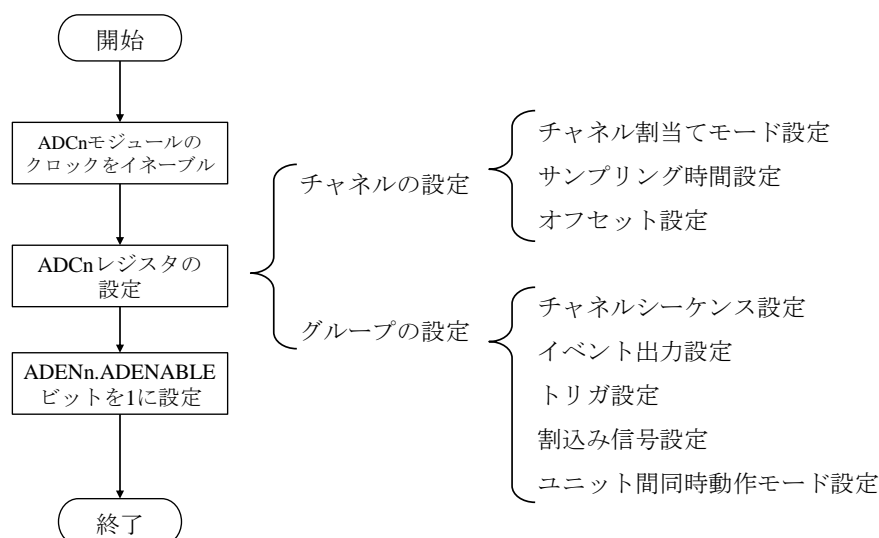 開始
ADCnモジュールの
クロックをイネーブル
ADCnレジスタの
設定
ADENn.ADENABLE
ビットを1に設定
終了
チャネルの設定
チャネル割当てモード設定
サンプリング時間設定
オフセット設定
グループの設定
チャネルシーケンス設定
イベント出力設定
トリガ設定
割込み信号設定
ユニット間同時動作モード設定